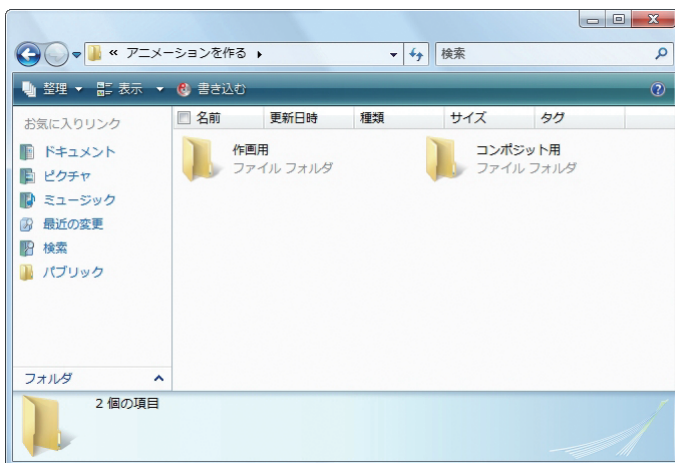 « アニメーションを作る
検索
整理 表示 書き込む
お気に入りリンク
ドキュメント
ピクチャ
ミュージック
最近の変更
検索
パブリック
フォルダ
名前 更新日時 種類 サイズ タグ
作画用
ファイル フォルダ
コンポジット用
ファイル フォルダ
2 個の項目